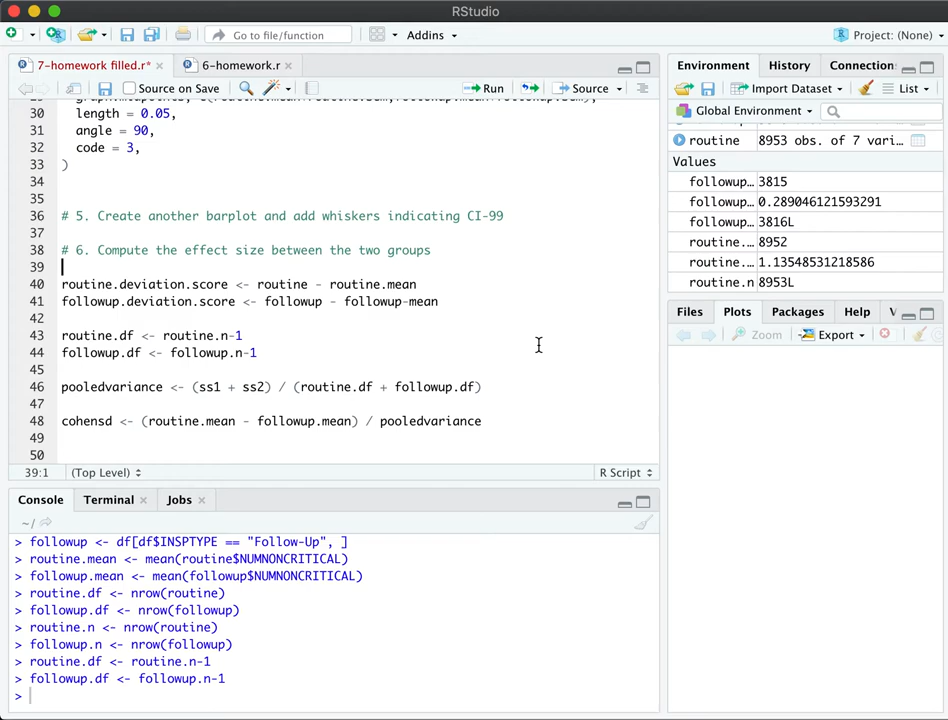 RStudio
Go to file/function
Addins
Project: (None)
7-homework filled.r*
6-homework.r
Source on Save
Run
Source
30 length = 0.05,
31 angle = 90,
32 code = 3,
33 )
34
35
36 # 5. Create another barplot and add whiskers indicating CI-99
37
38 # 6. Compute the effect size between the two groups
39
40 routine.deviation.score <- routine - routine.mean
41 followup.deviation.score <- followup - followup-mean
42
43 routine.df <- routine.n-1
44 followup.df <- followup.n-1
45
46 pooledvariance <- (ss1 + ss2) / (routine.df + followup.df)
47
48 cohensd <- (routine.mean - followup.mean) / pooledvariance
49
50
39:1 (Top Level) R Script
Console Terminal Jobs
~/
> followup <- df[df$INSPTYPE == "Follow-Up", ]
> routine.mean <- mean(routine$NUMNONCRITICAL)
> followup.mean <- mean(followup$NUMNONCRITICAL)
> routine.df <- nrow(routine)
> followup.df <- nrow(followup)
> routine.n <- nrow(routine)
> followup.n <- nrow(followup)
> routine.df <- routine.n-1
> followup.df <- followup.n-1
>
Environment History Connection
Import Dataset List
Global Environment
routine 8953 obs. of 7 vari…
Values
followup… 3815
followup… 0.289046121593291
followup… 3816L
routine.… 8952
routine.… 1.13548531218586
routine.n 8953L
Files Plots Packages Help V
Zoom Export